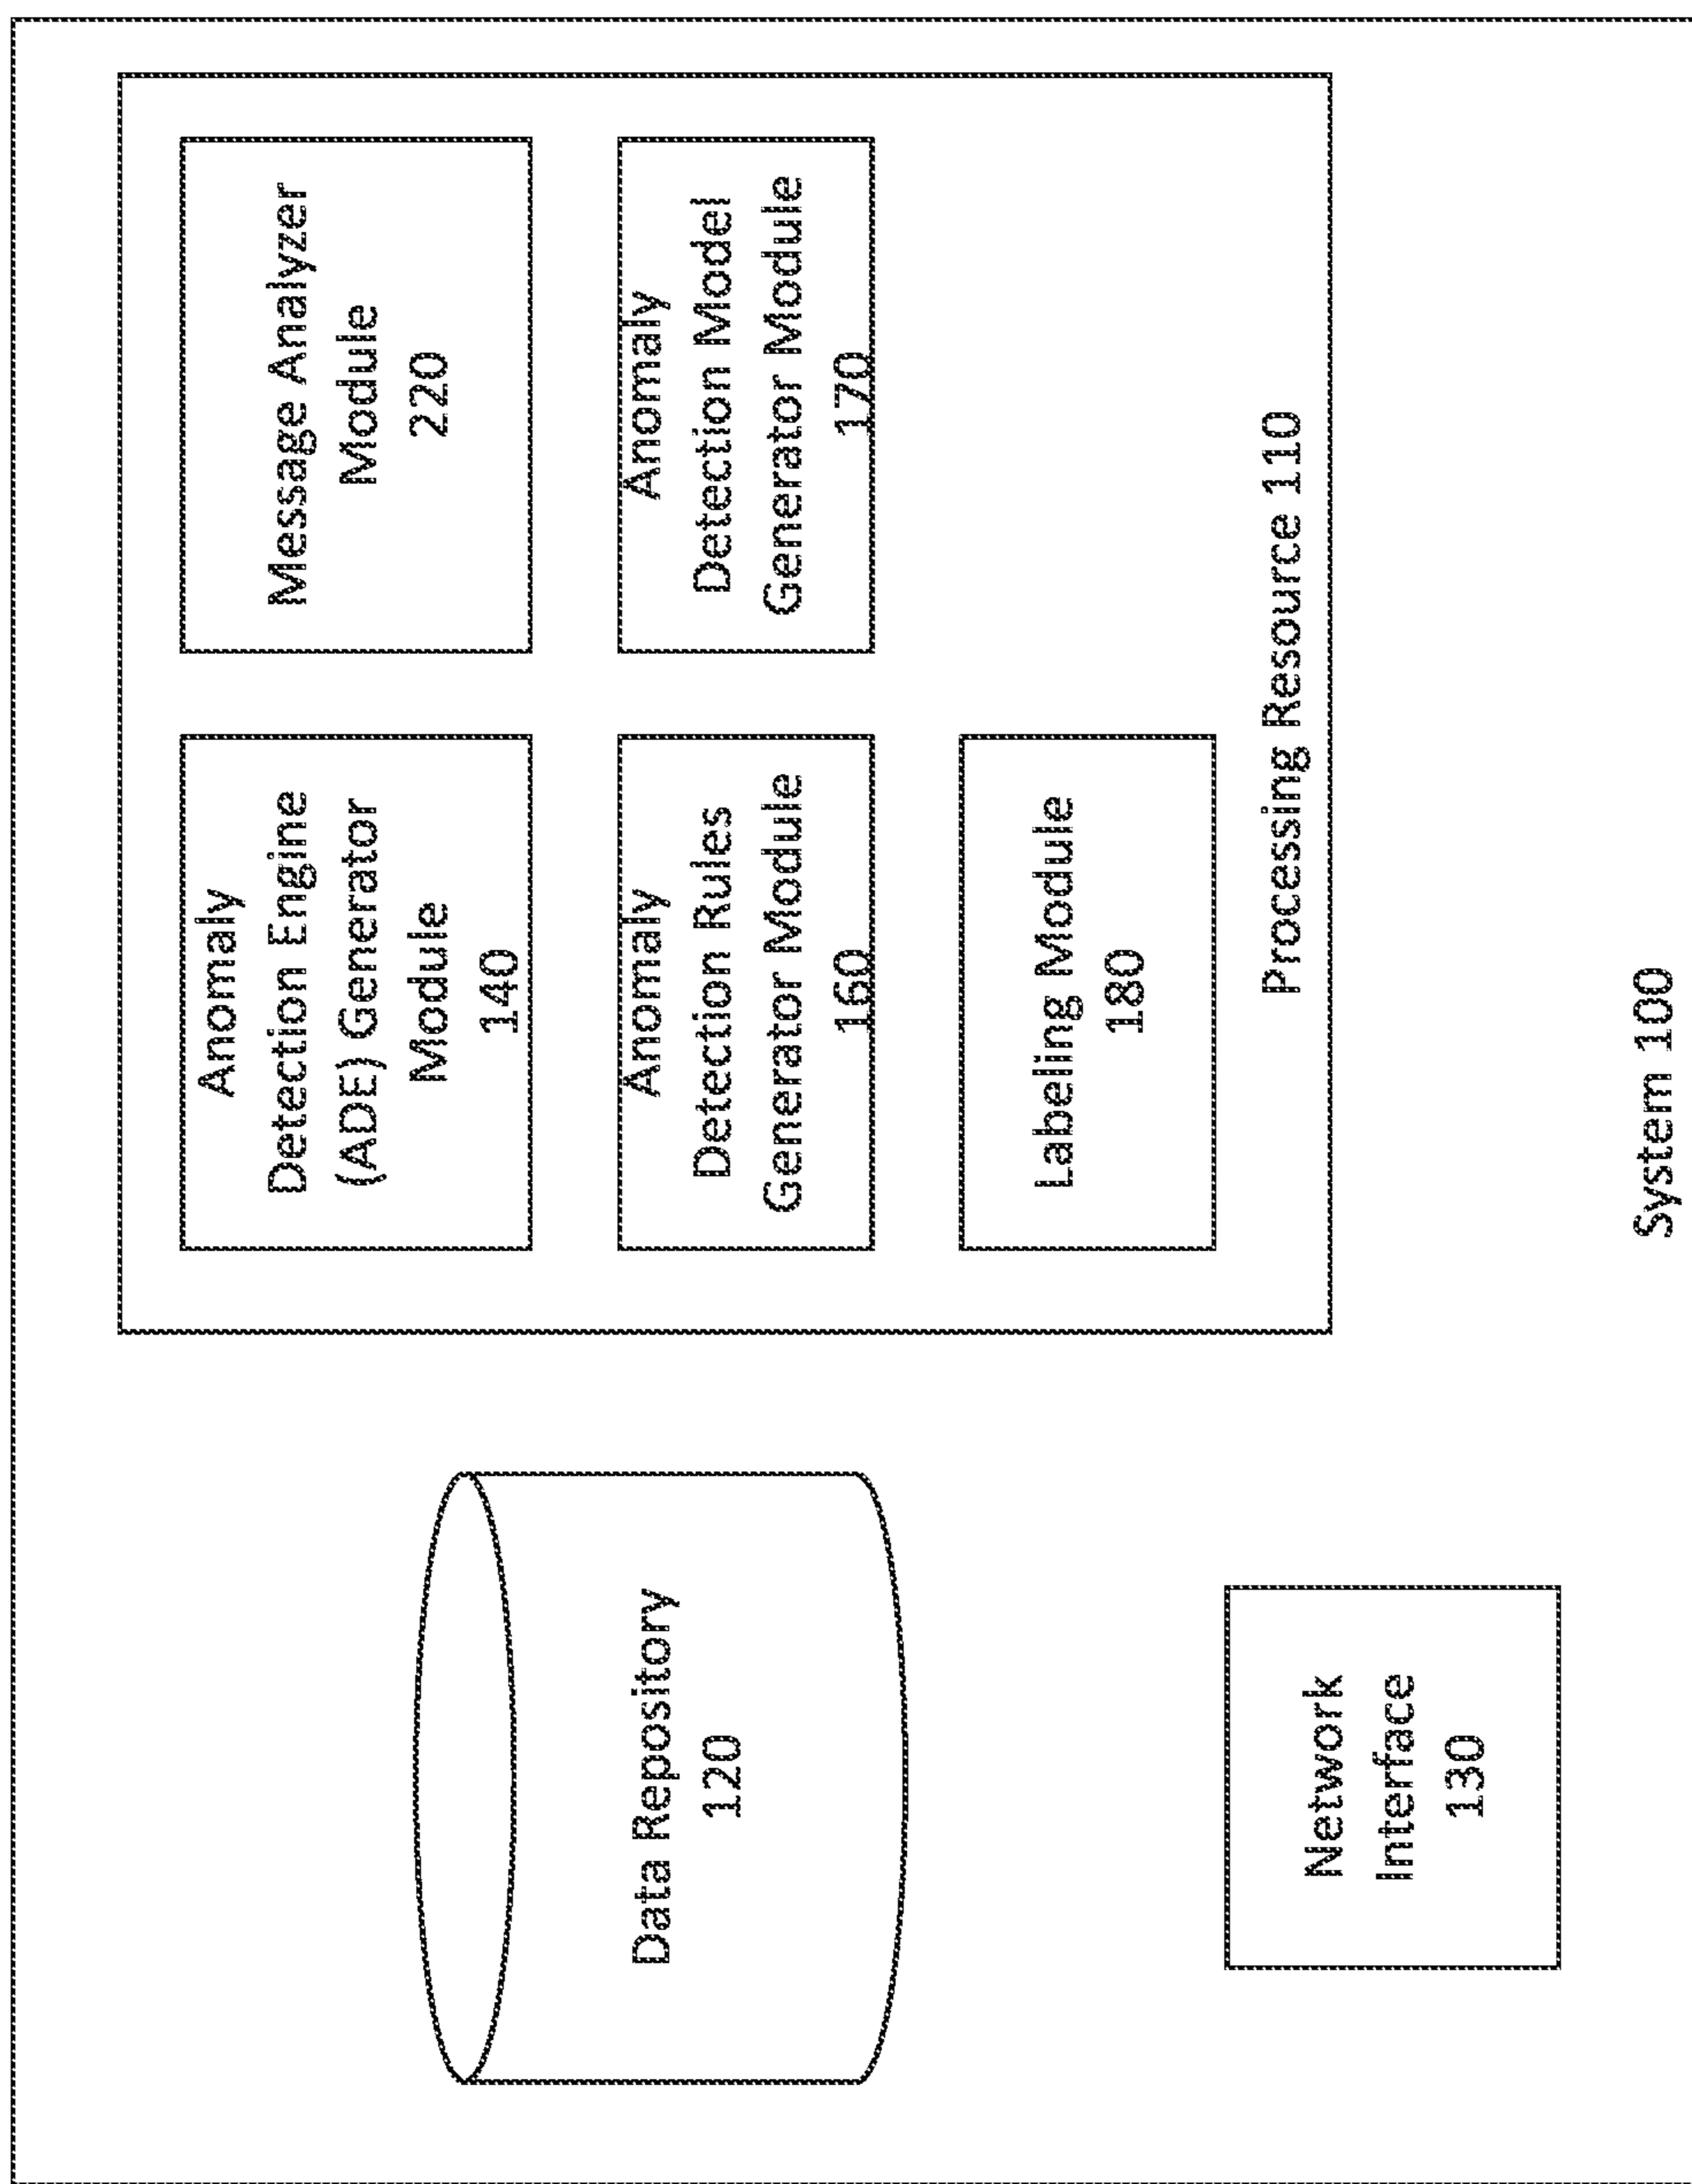 Data Repository
120
Network
Interface
130
Anomaly
Detection Engine
(ADE) Generator
Module
140
Message Analyzer
Module
220
Anomaly
Detection Rules
Generator Module
160
Anomaly
Detection Model
Generator Module
170
Labeling Module
180
Processing Resource 110
System 100